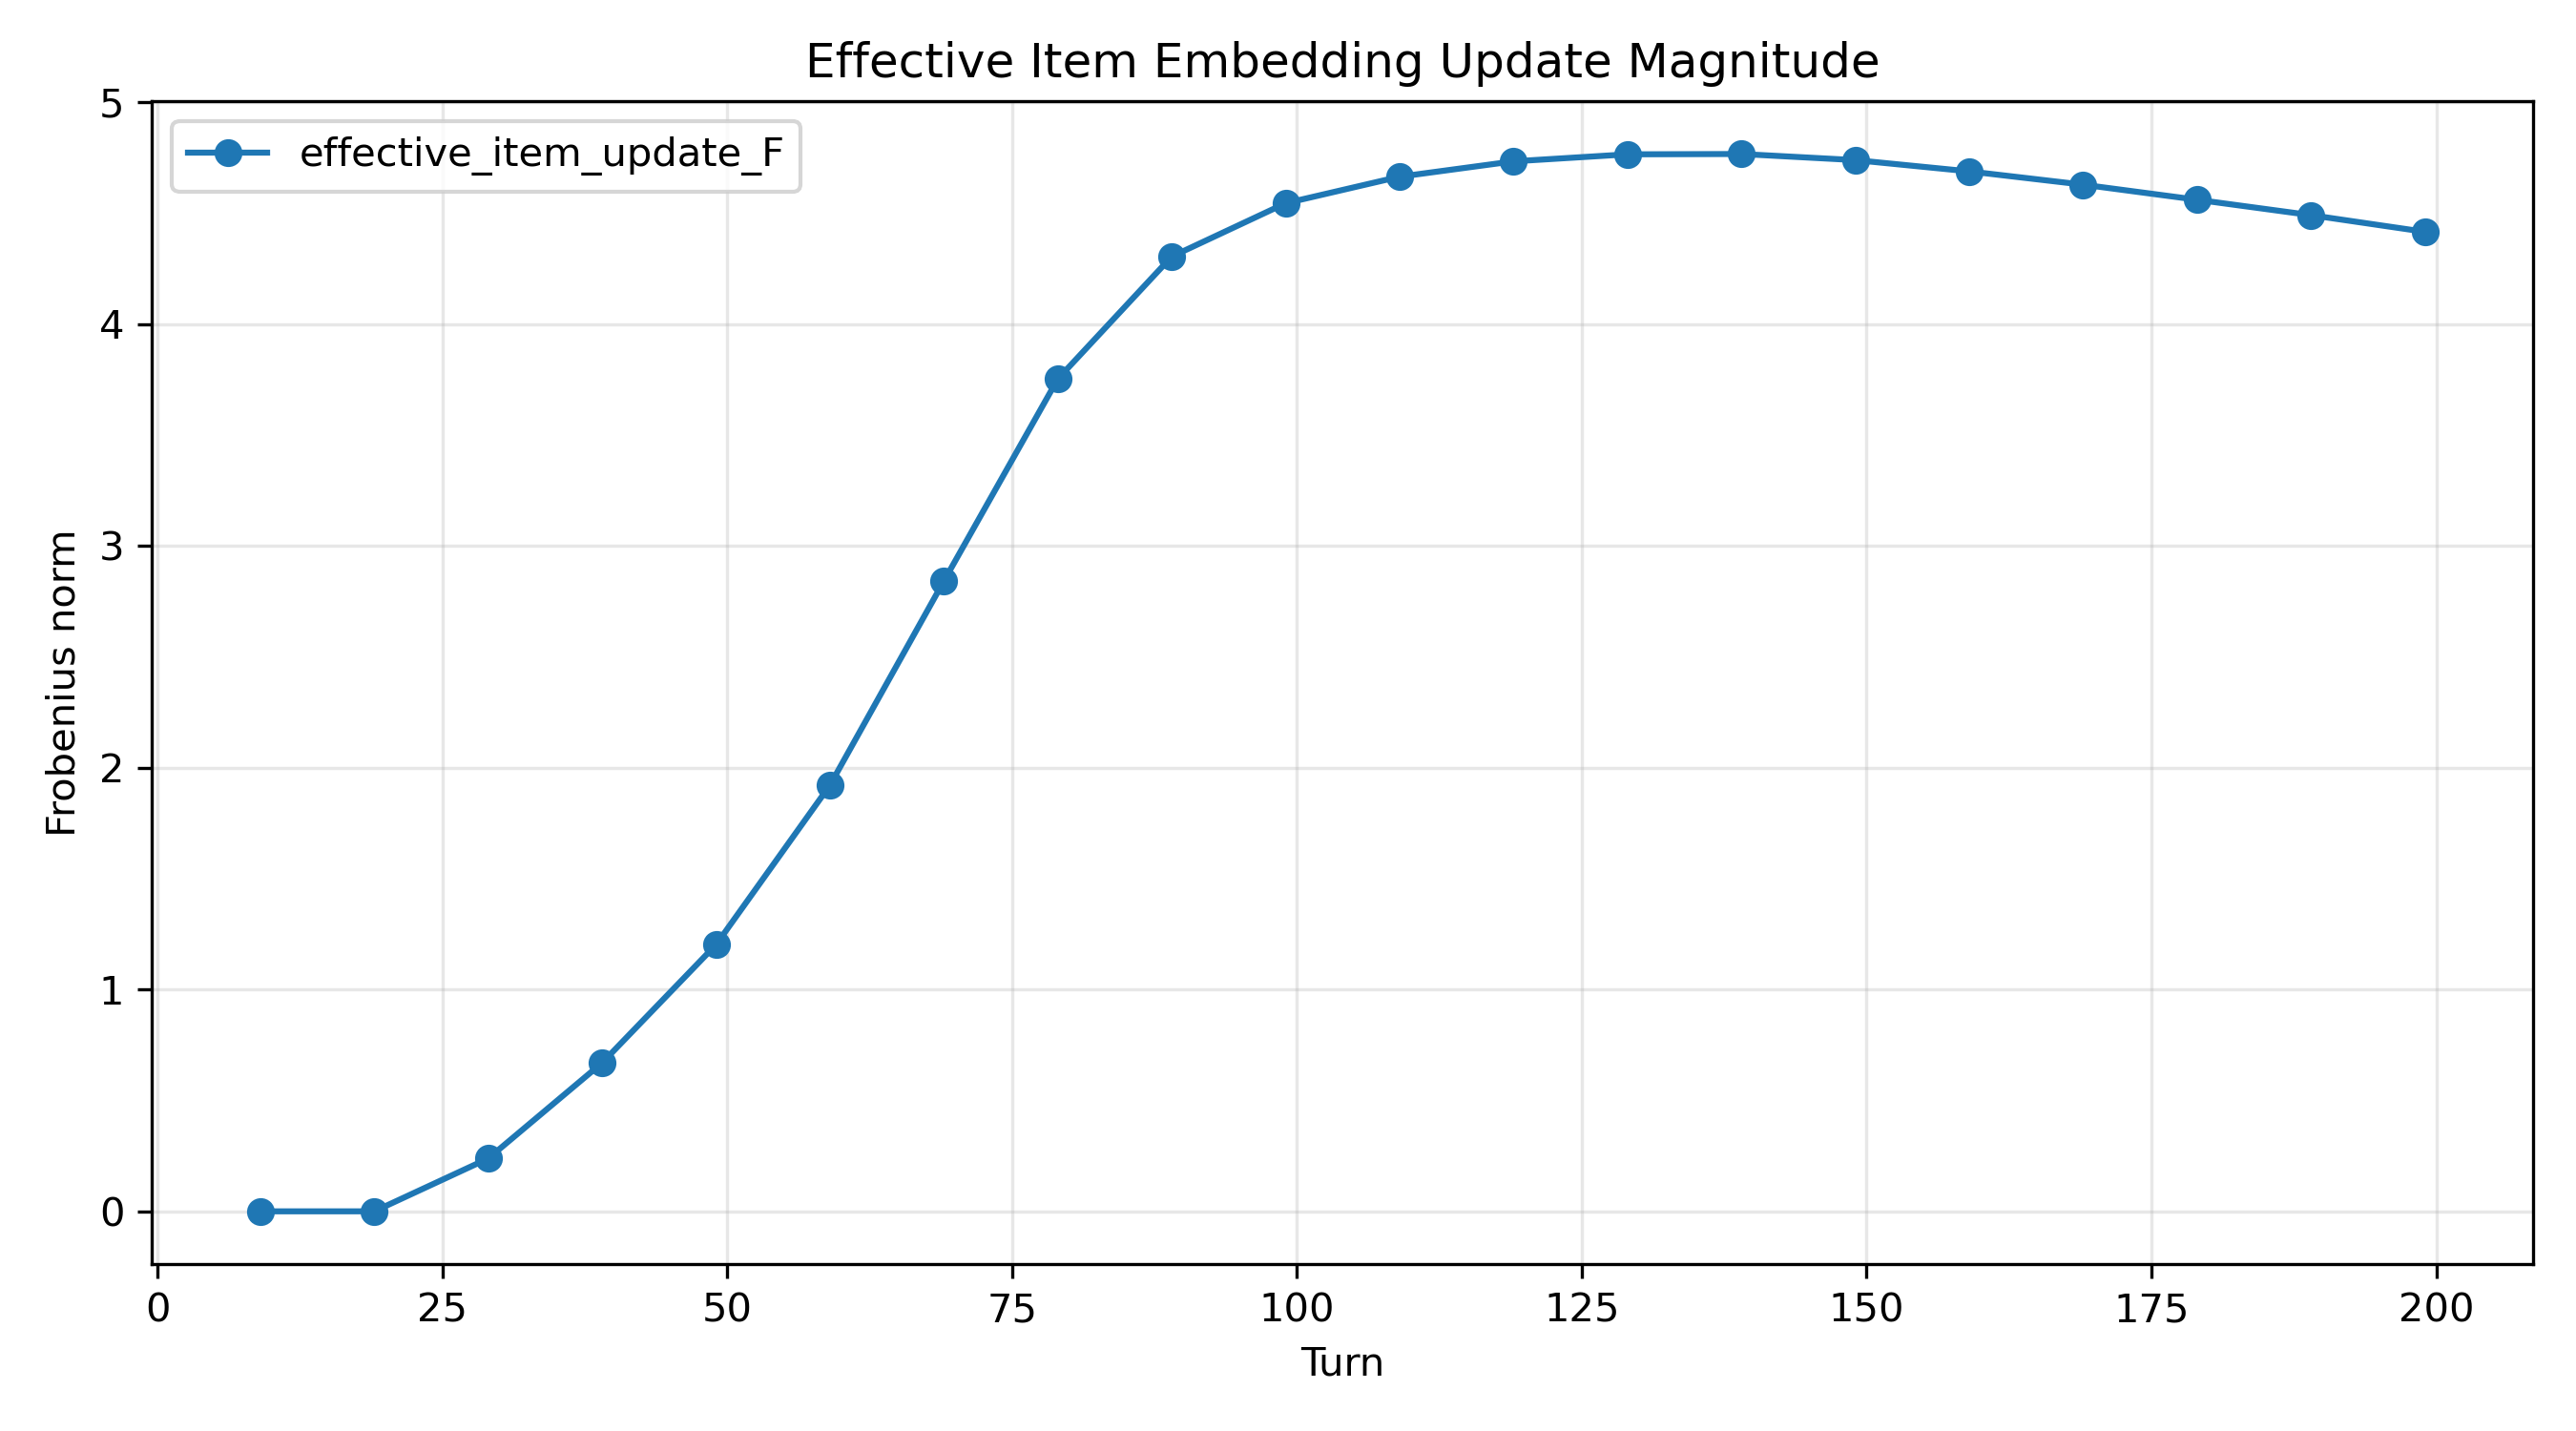 Effective Item Embedding Update Magnitude
effective_item_update_F
Frobenius norm
5
4
3
2
1
0
0 25 50 75 100 125 150 175 200
Turn